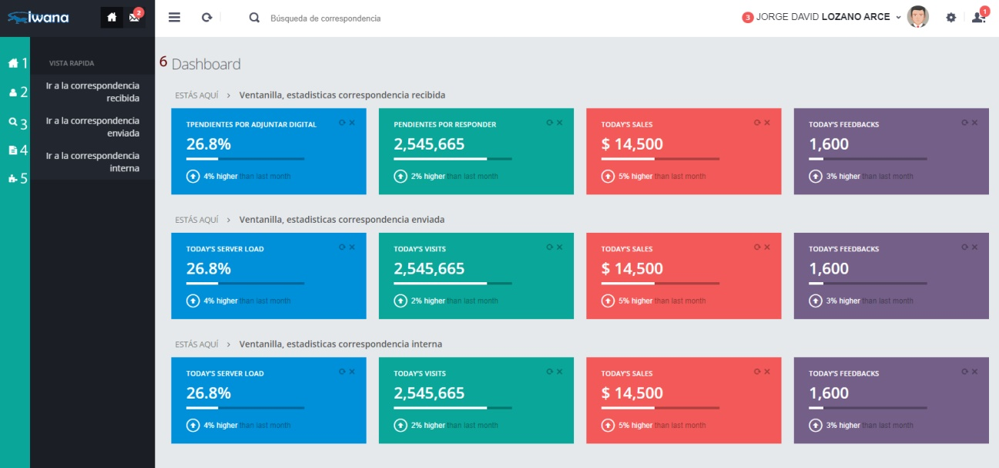 iwana
2
Búsqueda de correspondencia
3 JORGE DAVID LOZANO ARCE
1
1
2
3
4
5
VISTA RAPIDA
Ir a la correspondencia
recibida
Ir a la correspondencia
enviada
Ir a la correspondencia
interna
6 Dashboard
ESTÁS AQUÍ > Ventanilla, estadisticas correspondencia recibida
TPENDIENTES POR ADJUNTAR DIGITAL
26.8%
4% higher than last month
PENDIENTES POR RESPONDER
2,545,665
2% higher than last month
TODAY'S SALES
$ 14,500
5% higher than last month
TODAY'S FEEDBACKS
1,600
3% higher than last month
ESTÁS AQUÍ > Ventanilla, estadisticas correspondencia enviada
TODAY'S SERVER LOAD
26.8%
4% higher than last month
TODAY'S VISITS
2,545,665
2% higher than last month
TODAY'S SALES
$ 14,500
5% higher than last month
TODAY'S FEEDBACKS
1,600
3% higher than last month
ESTÁS AQUÍ > Ventanilla, estadisticas correspondencia interna
TODAY'S SERVER LOAD
26.8%
4% higher than last month
TODAY'S VISITS
2,545,665
2% higher than last month
TODAY'S SALES
$ 14,500
5% higher than last month
TODAY'S FEEDBACKS
1,600
3% higher than last month